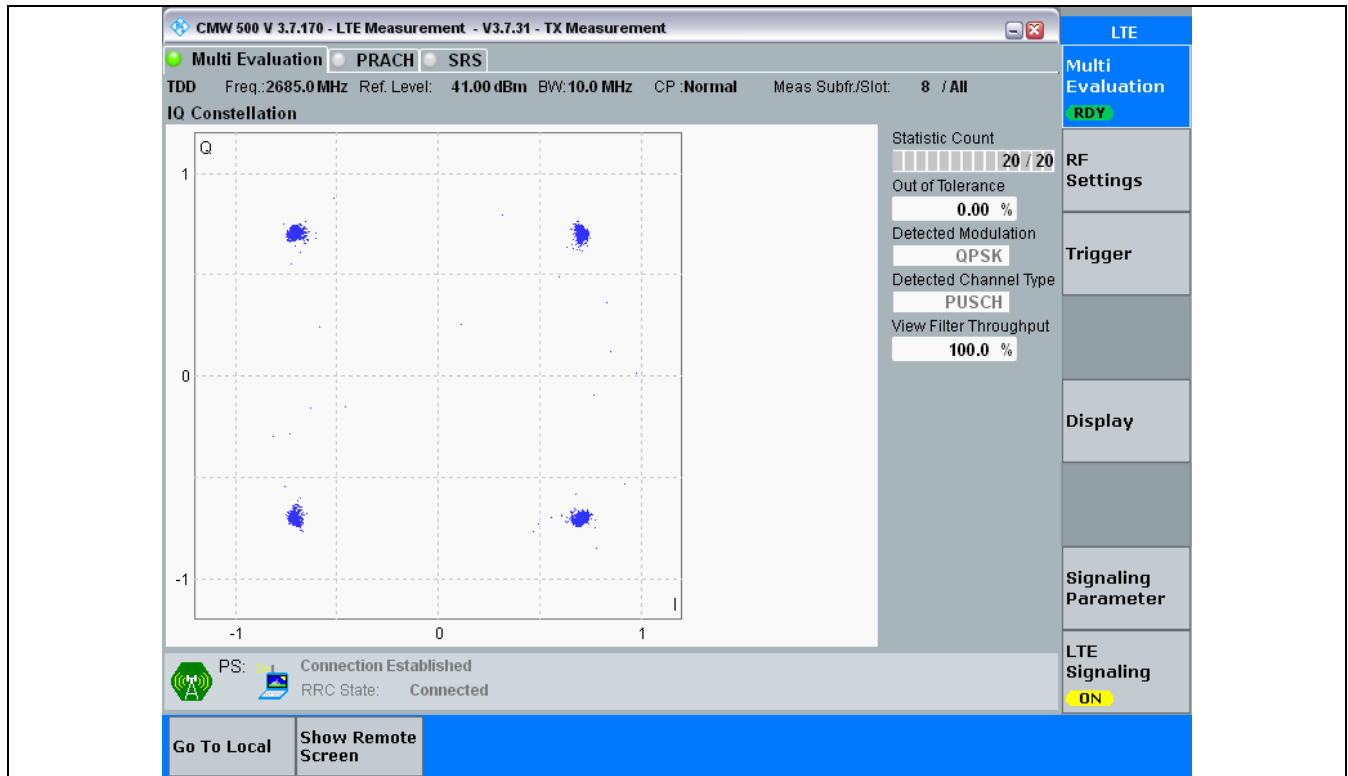 CMW 500 V 3.7.170 - LTE Measurement - V3.7.31 - TX Measurement
LTE
Multi Evaluation PRACH SRS
TDD Freq.:2685.0 MHz Ref. Level: 41.00 dBm BW:10.0 MHz CP :Normal Meas Subfr./Slot: 8 / All
IQ Constellation
Q
1
0
-1
-1 0 1
I
Statistic Count
20 / 20
Out of Tolerance
0.00 %
Detected Modulation
QPSK
Detected Channel Type
PUSCH
View Filter Throughput
100.0 %
Multi
Evaluation
RDY
RF
Settings
Trigger
Display
Signaling
Parameter
LTE
Signaling
ON
PS: Connection Established
RRC State: Connected
Go To Local
Show Remote
Screen